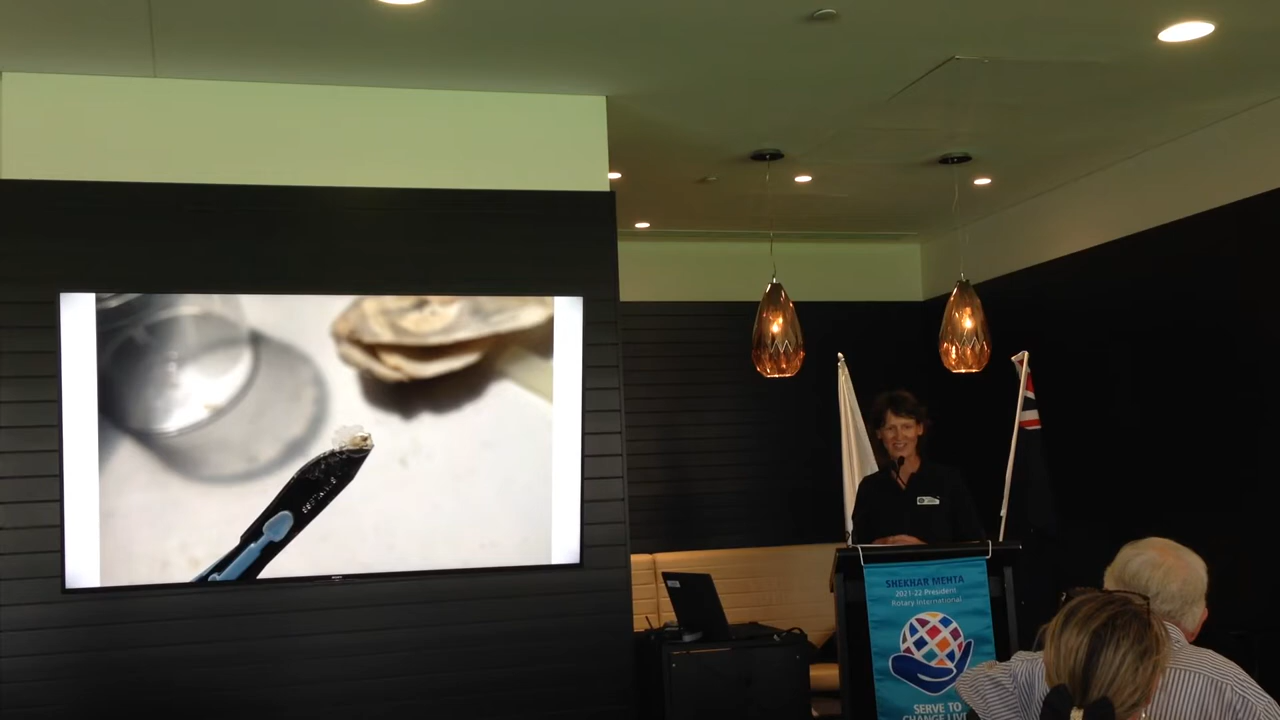 SHEKHAR MEHTA
2021-22 President
Rotary International
SERVE TO
CHANGE LIVES